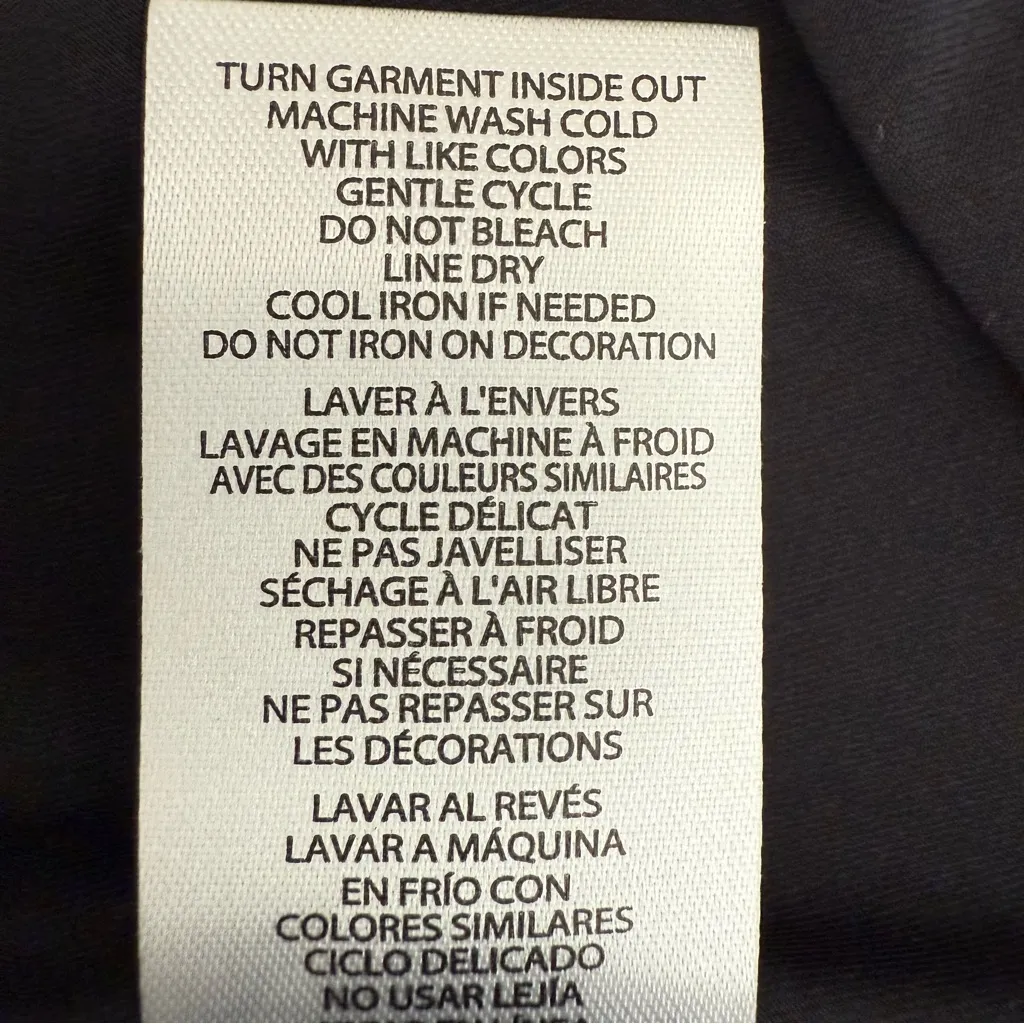 TURN GARMENT INSIDE OUT
MACHINE WASH COLD
WITH LIKE COLORS
GENTLE CYCLE
DO NOT BLEACH
LINE DRY
COOL IRON IF NEEDED
DO NOT IRON ON DECORATION
LAVER À L'ENVERS
LAVAGE EN MACHINE À FROID
AVEC DES COULEURS SIMILAIRES
CYCLE DÉLICAT
NE PAS JAVELLISER
SÉCHAGE À L'AIR LIBRE
REPASSER À FROID
SI NÉCESSAIRE
NE PAS REPASSER SUR
LES DÉCORATIONS
LAVAR AL REVÉS
LAVAR A MÁQUINA
EN FRÍO CON
COLORES SIMILARES
CICLO DELICADO
NO USAR LEJÍA